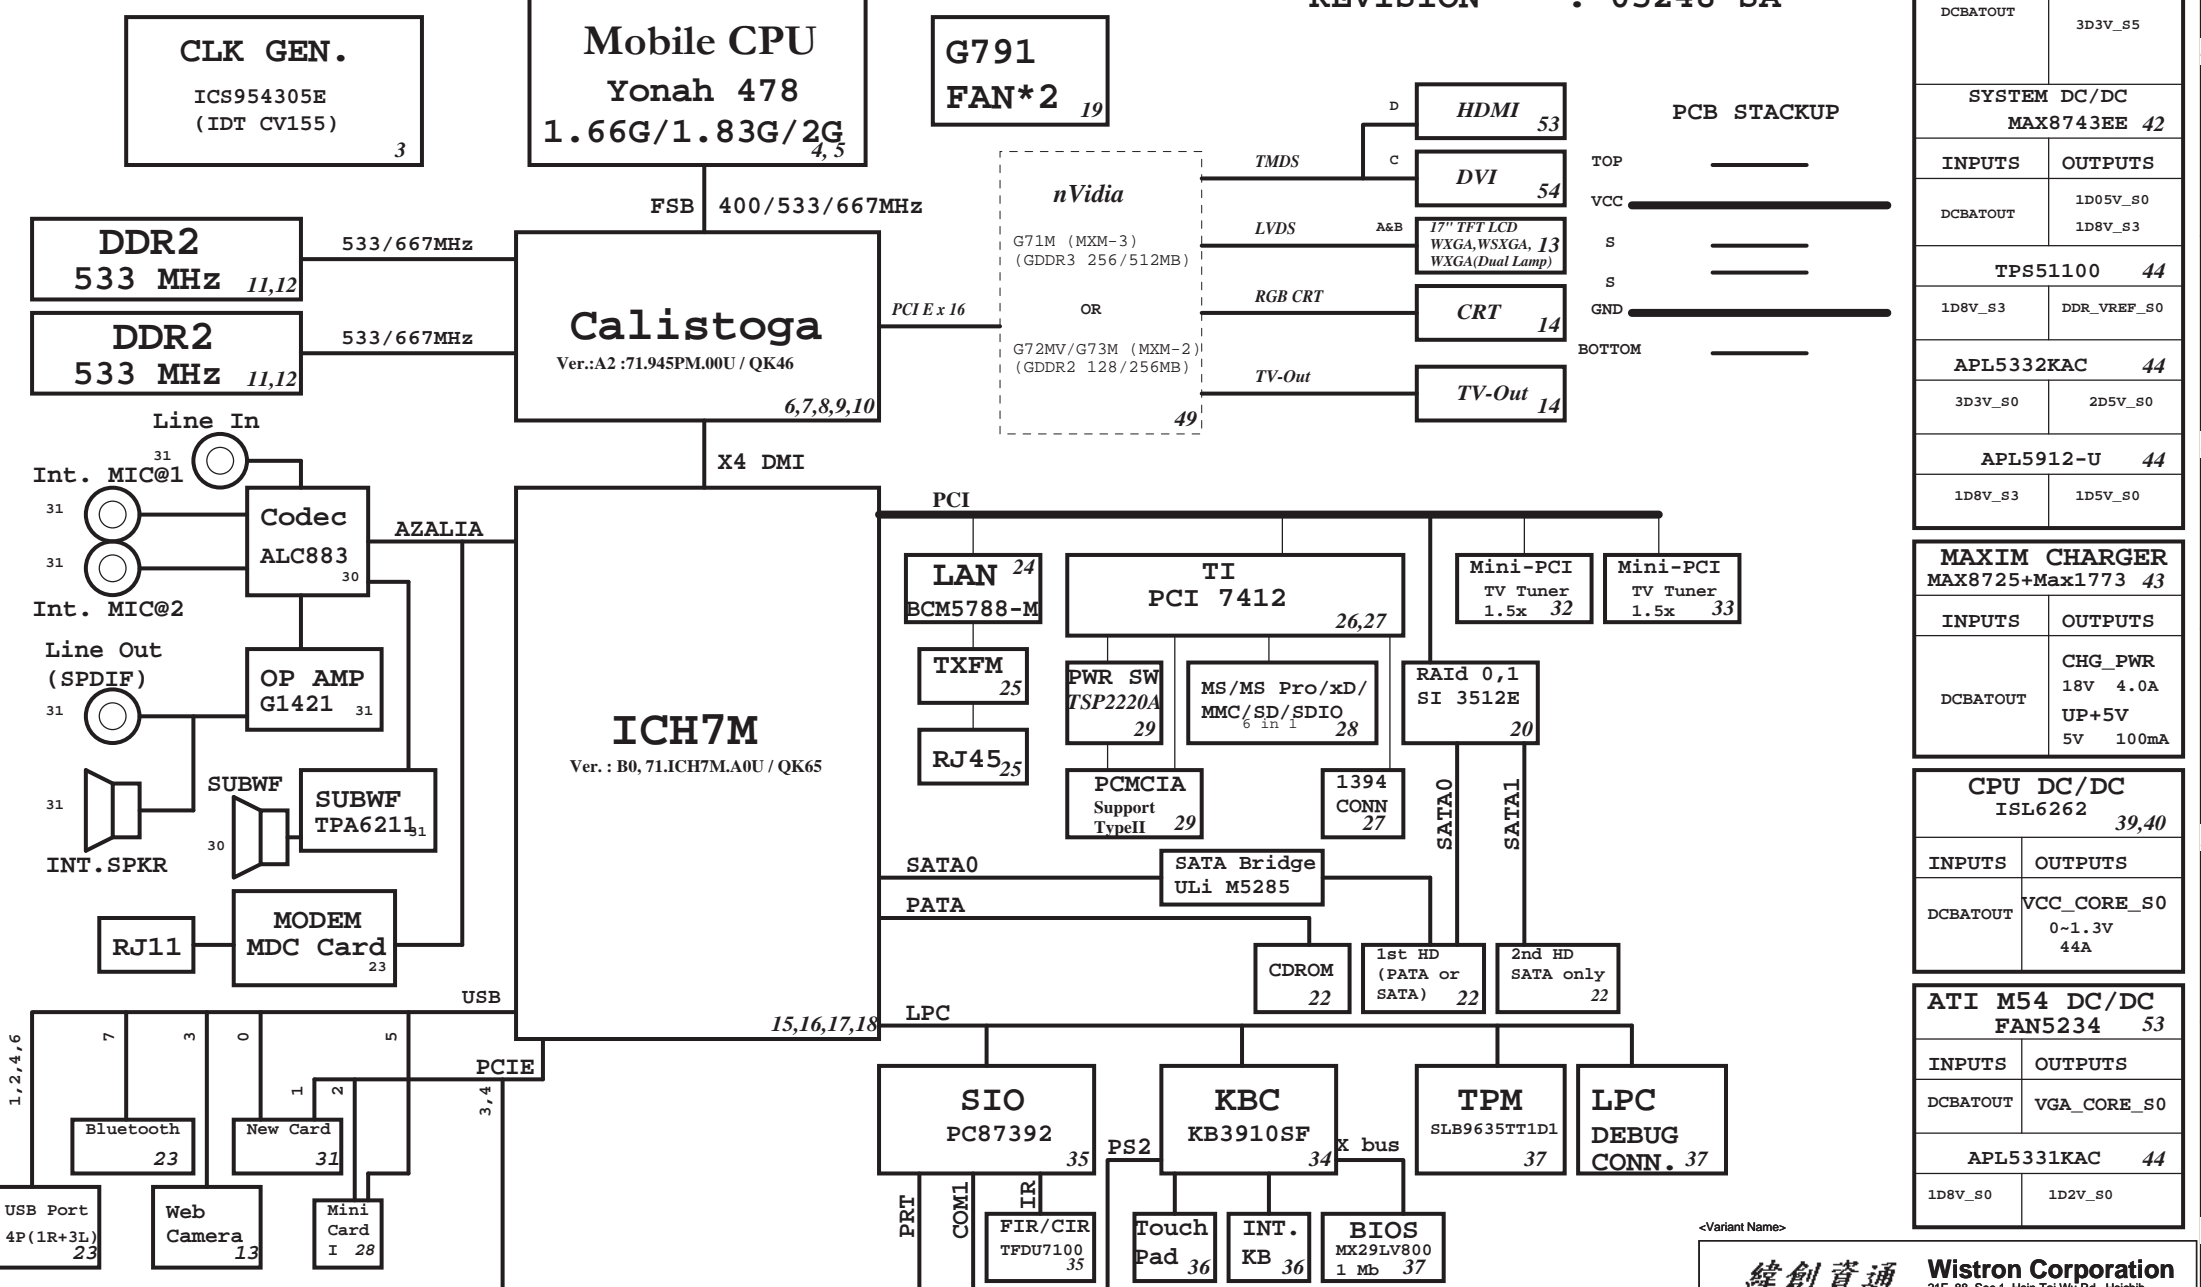 REVISION : 05248 SA
CLK GEN.
ICS954305E
(IDT CV155)
3
Mobile CPU
Yonah 478
1.66G/1.83G/2G
4, 5
G791
FAN*2
19
FSB
400/533/667MHz
DDR2
533 MHz
11,12
533/667MHz
DDR2
533 MHz
11,12
533/667MHz
Calistoga
Ver.:A2 :71.945PM.00U / QK46
6,7,8,9,10
PCI E x 16
nVidia
G71M (MXM-3)
(GDDR3 256/512MB)
OR
G72MV/G73M (MXM-2)
(GDDR2 128/256MB)
49
TMDS
D
C
LVDS
A&B
RGB CRT
TV-Out
HDMI
53
DVI
54
17" TFT LCD
WXGA,WSXGA,
WXGA(Dual Lamp)
13
CRT
14
TV-Out
14
PCB STACKUP
TOP
VCC
S
S
GND
BOTTOM
X4 DMI
Line In
31
Int. MIC@1
31
31
Int. MIC@2
Codec
ALC883
30
AZALIA
Line Out
(SPDIF)
31
OP AMP
G1421
31
31
INT.SPKR
SUBWF
30
SUBWF
TPA6211
31
RJ11
MODEM
MDC Card
23
ICH7M
Ver. : B0, 71.ICH7M.A0U / QK65
15,16,17,18
PCI
LAN
24
BCM5788-M
TXFM
25
RJ45
25
TI
PCI 7412
26,27
PWR SW
TSP2220A
29
MS/MS Pro/xD/
MMC/SD/SDIO
6 in 1
28
PCMCIA
Support
TypeII
29
1394
CONN
27
RAId 0,1
SI 3512E
20
Mini-PCI
TV Tuner
1.5x
32
Mini-PCI
TV Tuner
1.5x
33
SATA0
SATA1
SATA0
SATA Bridge
ULi M5285
PATA
CDROM
22
1st HD
(PATA or
SATA)
22
2nd HD
SATA only
22
USB
1,2,4,6
7
3
0
5
PCIE
1
2
3,4
Bluetooth
23
New Card
31
USB Port
4P(1R+3L)
23
Web
Camera
13
Mini
Card
I
28
LPC
SIO
PC87392
35
KBC
KB3910SF
34
TPM
SLB9635TT1D1
37
LPC
DEBUG
CONN.
37
PS2
X bus
PRT
COM1
IR
FIR/CIR
TFDU7100
35
Touch
Pad
36
INT.
KB
36
BIOS
MX29LV800
1 Mb
37
DCBATOUT
3D3V_S5
SYSTEM DC/DC
MAX8743EE
42
INPUTS
OUTPUTS
DCBATOUT
1D05V_S0
1D8V_S3
TPS51100
44
1D8V_S3
DDR_VREF_S0
APL5332KAC
44
3D3V_S0
2D5V_S0
APL5912-U
44
1D8V_S3
1D5V_S0
MAXIM CHARGER
MAX8725+Max1773
43
INPUTS
OUTPUTS
DCBATOUT
CHG_PWR
18V 4.0A
UP+5V
5V 100mA
CPU DC/DC
ISL6262
39,40
INPUTS
OUTPUTS
DCBATOUT
VCC_CORE_S0
0~1.3V
44A
ATI M54 DC/DC
FAN5234
53
INPUTS
OUTPUTS
DCBATOUT
VGA_CORE_S0
APL5331KAC
44
1D8V_S0
1D2V_S0
<Variant Name>
緯創資通
Wistron Corporation